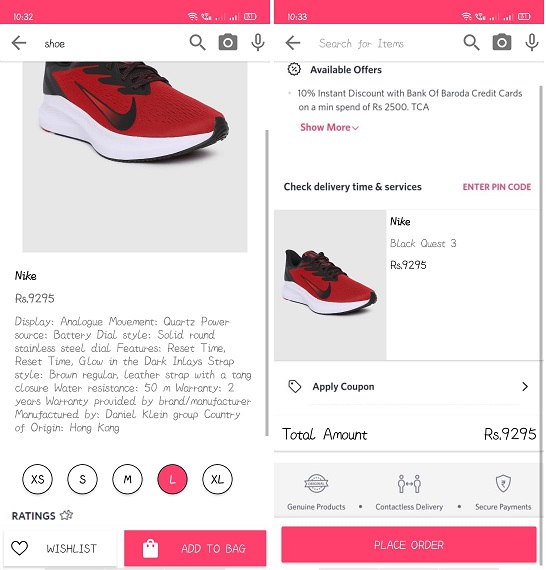 10:32
shoe
Nike
Rs.9295
Display: Analogue Movement: Quartz Power
source: Battery Dial style: Solid round
stainless steel dial Features: Reset Time,
Reset Time, Glow in the Dark Inlays Strap
style: Brown regular, leather strap with a tang
closure Water resistance: 50 m Warranty: 2
years Warranty provided by brand/manufacturer
Manufactured by: Daniel Klein group Country
of Origin: Hong Kong
XS S M L XL
RATINGS
WISHLIST
ADD TO BAG
10:33
Search for Items
Available Offers
• 10% Instant Discount with Bank Of Baroda Credit Cards
on a min spend of Rs 2500. TCA
Show More
Check delivery time & services
ENTER PIN CODE
Nike
Black Quest 3
Rs.9295
Apply Coupon
Total Amount Rs.9295
ORIGINAL
Genuine Products • Contactless Delivery • Secure Payments
PLACE ORDER